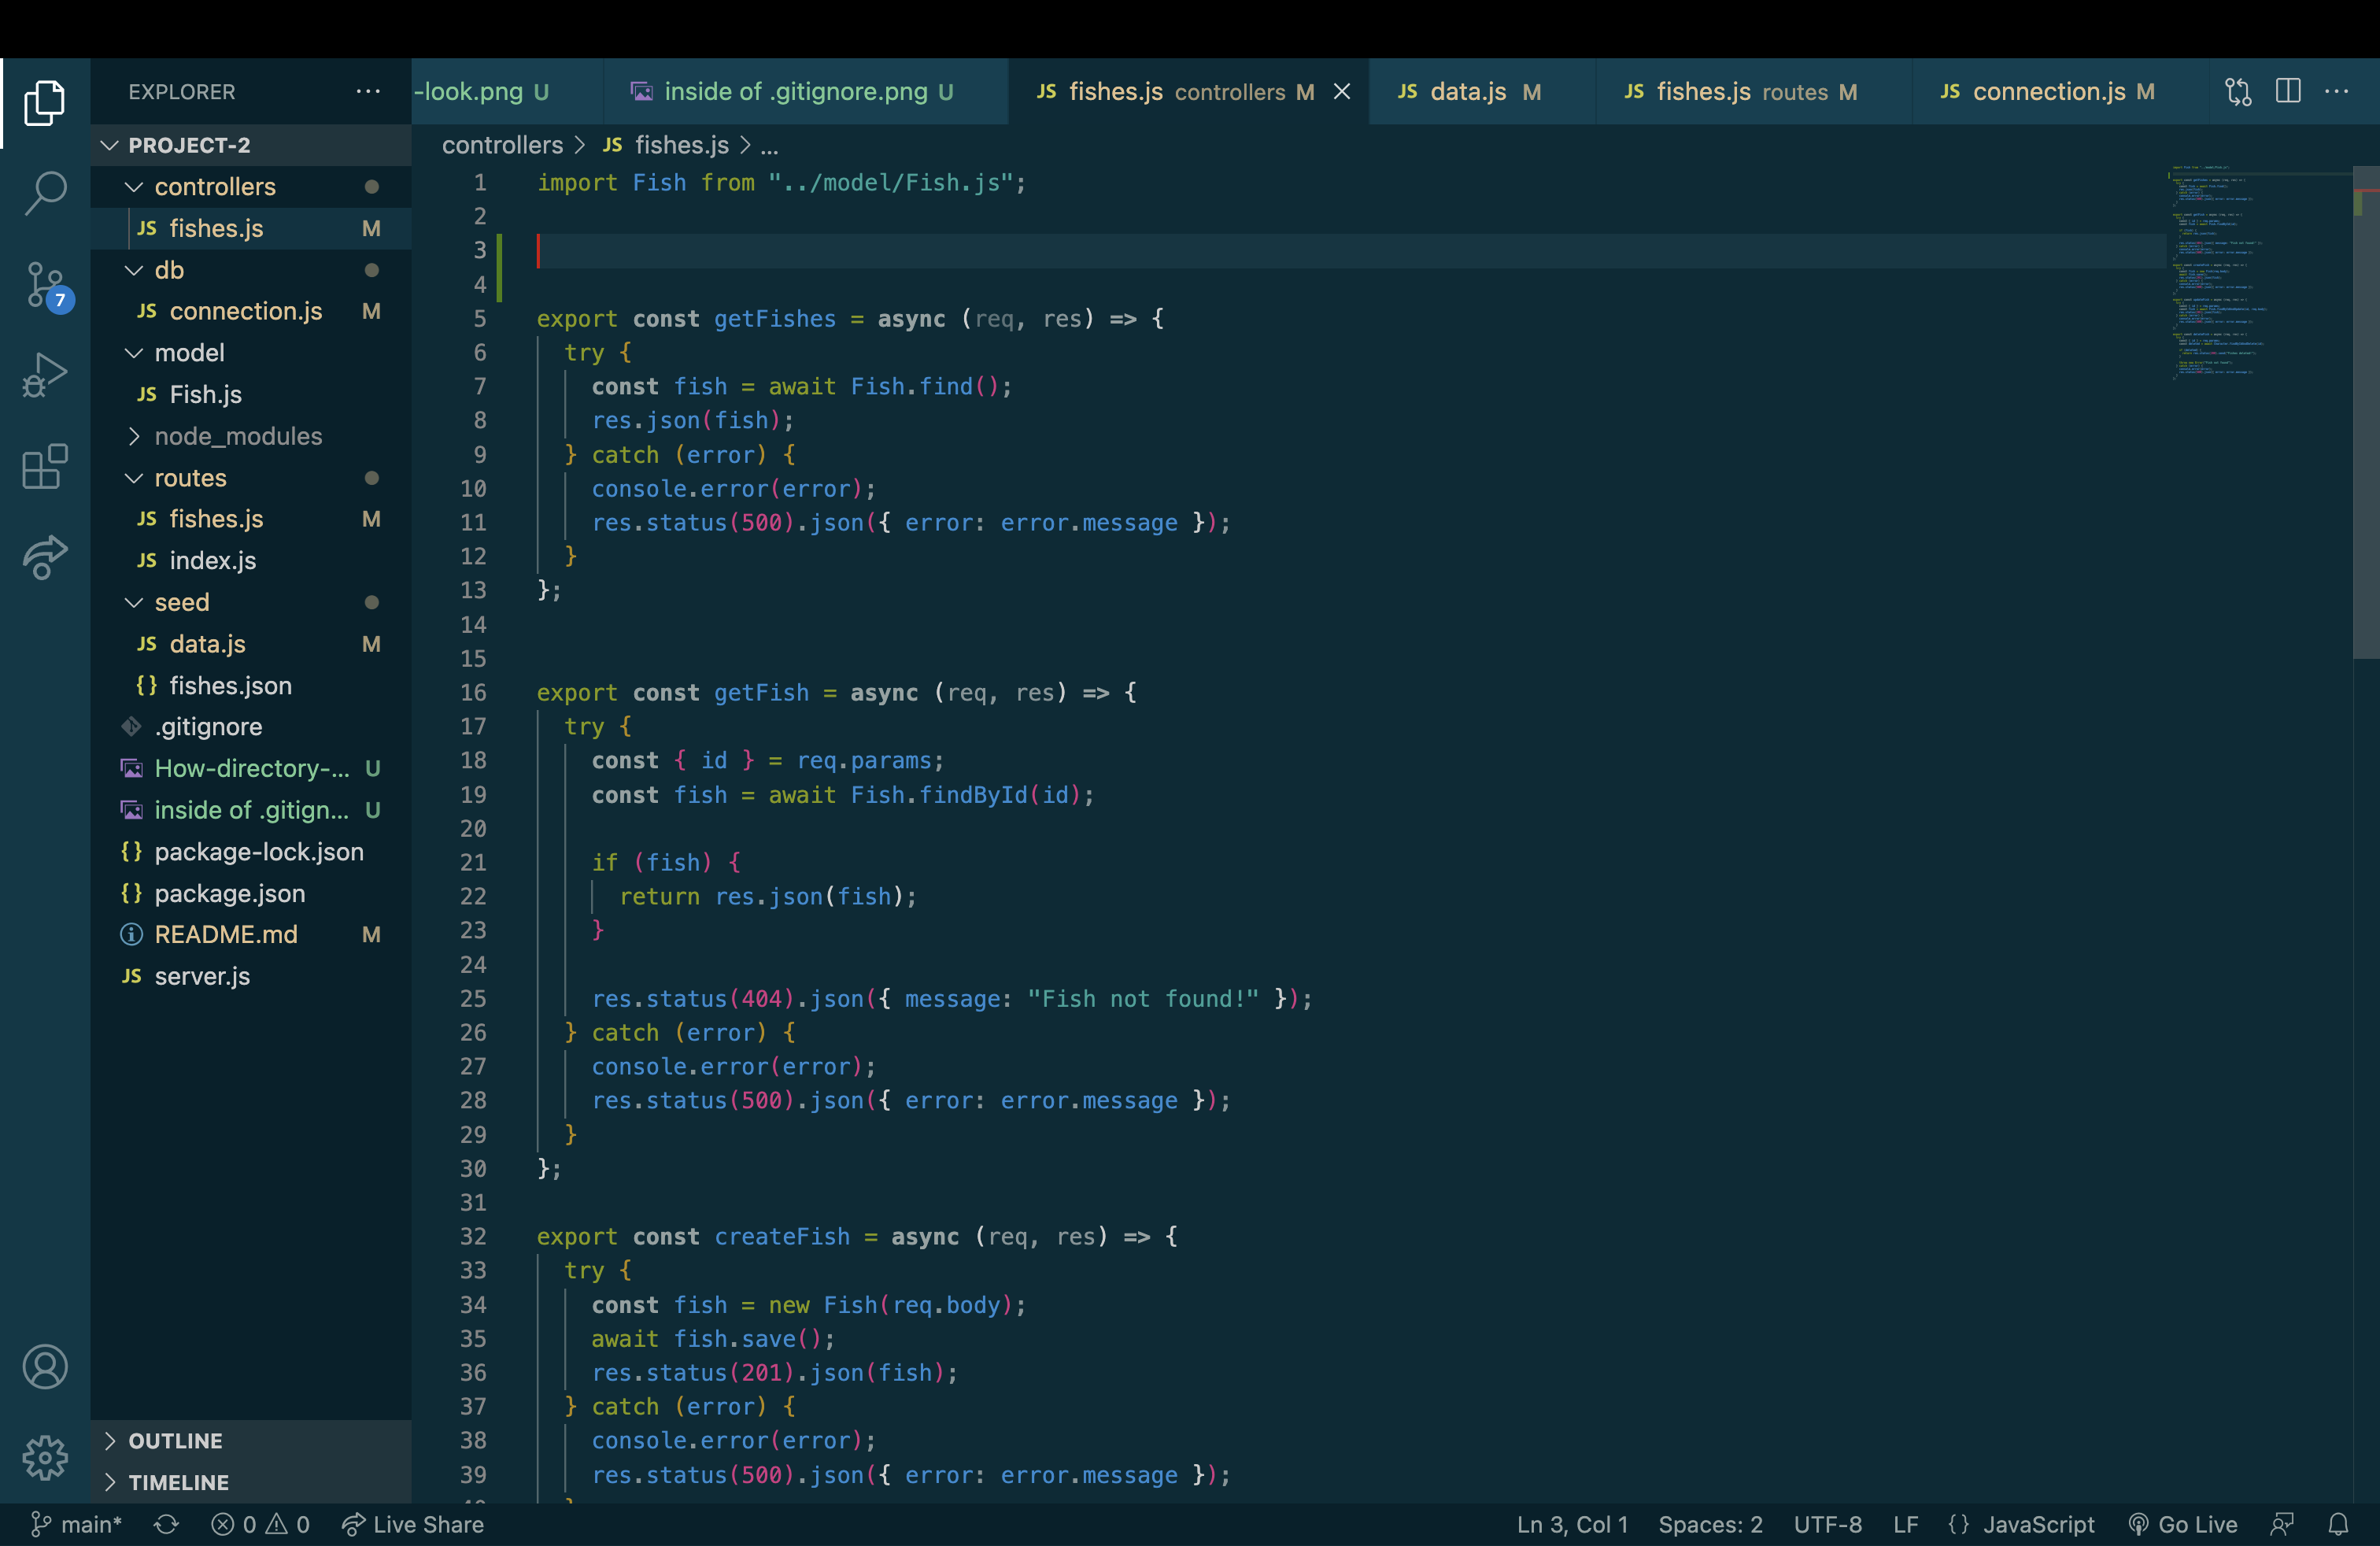 EXPLORER ...
-look.png U
inside of .gitignore.png U
JS fishes.js controllers M
JS data.js M
JS fishes.js routes M
JS connection.js M
PROJECT-2
controllers
JS fishes.js M
db
JS connection.js M
model
JS Fish.js
node_modules
routes
JS fishes.js M
JS index.js
seed
JS data.js M
{} fishes.json
.gitignore
How-directory-... U
inside of .gitign... U
{} package-lock.json
{} package.json
README.md M
JS server.js
OUTLINE
TIMELINE
7
controllers > JS fishes.js > ...
1 import Fish from "../model/Fish.js";
2
3
4
5 export const getFishes = async (req, res) => {
6   try {
7     const fish = await Fish.find();
8     res.json(fish);
9   } catch (error) {
10     console.error(error);
11     res.status(500).json({ error: error.message });
12   }
13 };
14
15
16 export const getFish = async (req, res) => {
17   try {
18     const { id } = req.params;
19     const fish = await Fish.findById(id);
20
21     if (fish) {
22       return res.json(fish);
23     }
24
25     res.status(404).json({ message: "Fish not found!" });
26   } catch (error) {
27     console.error(error);
28     res.status(500).json({ error: error.message });
29   }
30 };
31
32 export const createFish = async (req, res) => {
33   try {
34     const fish = new Fish(req.body);
35     await fish.save();
36     res.status(201).json(fish);
37   } catch (error) {
38     console.error(error);
39     res.status(500).json({ error: error.message });
main* 0 0 Live Share
Ln 3, Col 1 Spaces: 2 UTF-8 LF {} JavaScript Go Live